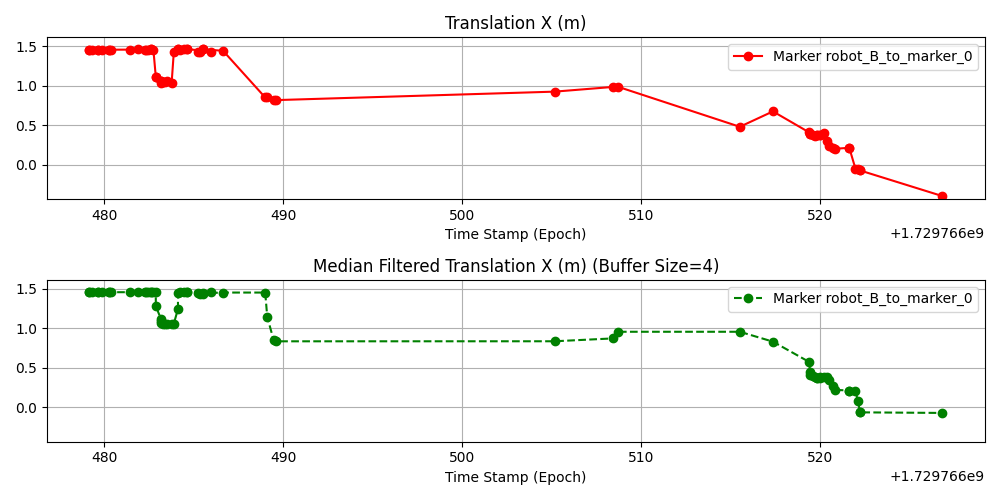 Translation X (m)
Marker robot_B_to_marker_0
1.5
1.0
0.5
0.0
480 490 500 510 520
Time Stamp (Epoch)
+1.729766e9
Median Filtered Translation X (m) (Buffer Size=4)
Marker robot_B_to_marker_0
1.5
1.0
0.5
0.0
480 490 500 510 520
Time Stamp (Epoch)
+1.729766e9